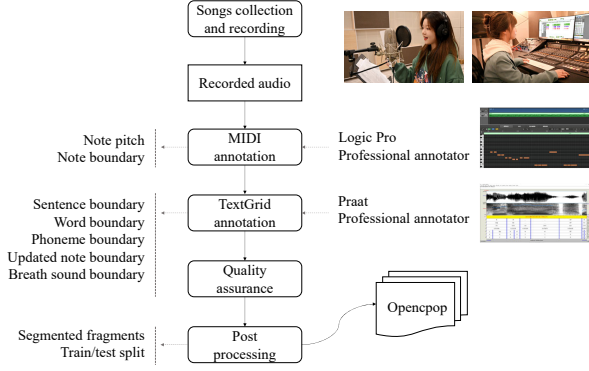 Songs collection
and recording
Recorded audio
Note pitch
Note boundary
MIDI
annotation
Logic Pro
Professional annotator
Sentence boundary
Word boundary
Phoneme boundary
Updated note boundary
Breath sound boundary
TextGrid
annotation
Praat
Professional annotator
Quality
assurance
Opencpop
Segmented fragments
Train/test split
Post
processing